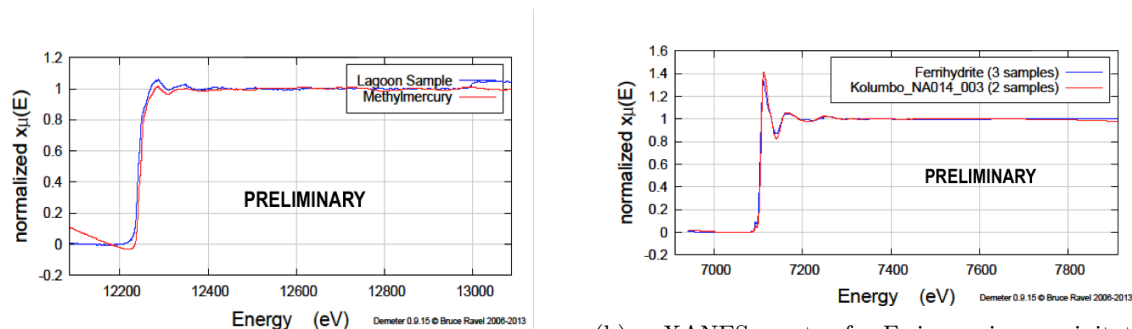 1.2
1
0.8
0.6
0.4
0.2
0
-0.2
normalized xμ(E)
Lagoon Sample
Methylmercury
PRELIMINARY
12200 12400 12600 12800 13000
Energy (eV)
Demeter 0.9.15 © Bruce Ravel 2006-2013
1.6
1.4
1.2
1
0.8
0.6
0.4
0.2
0
-0.2
normalized xμ(E)
Ferrihydrite (3 samples)
Kolumbo_NA014_003 (2 samples)
PRELIMINARY
7000 7200 7400 7600 7800
Energy (eV)
Demeter 0.9.15 © Bruce Ravel 2006-2013